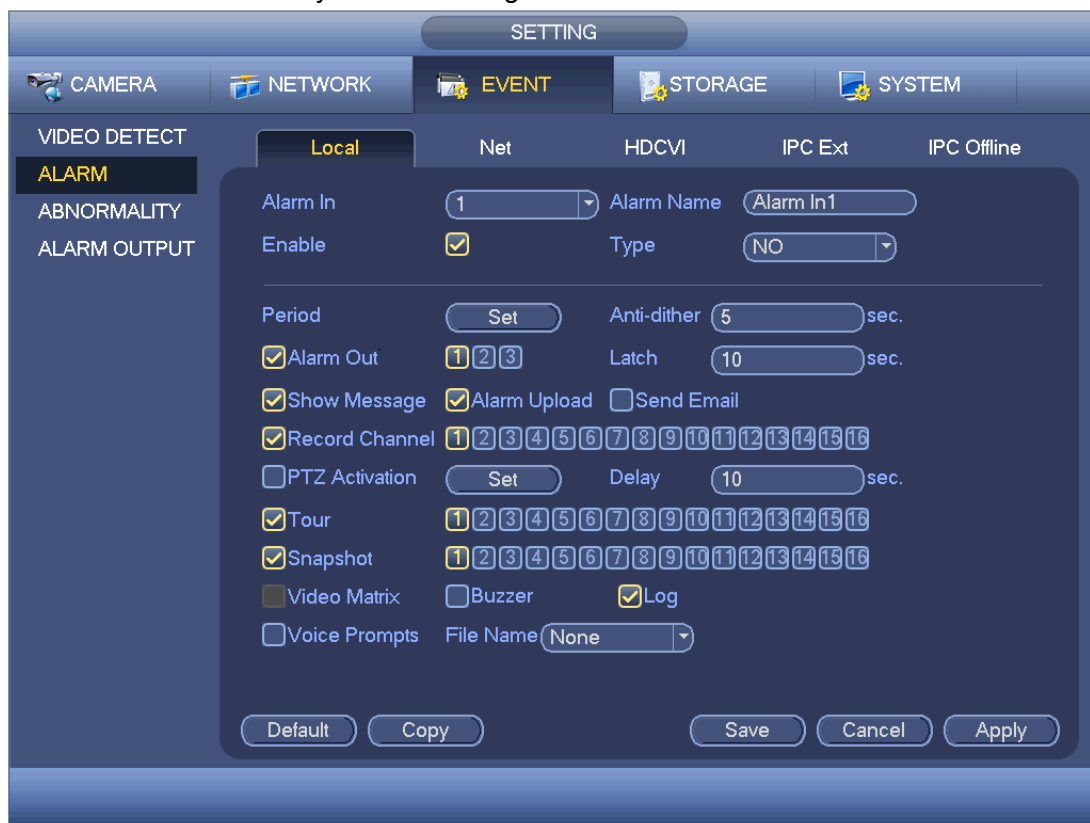 SETTING
CAMERA NETWORK EVENT STORAGE SYSTEM
VIDEO DETECT
ALARM
ABNORMALITY
ALARM OUTPUT
Local Net HDCVI IPC Ext IPC Offline
Alarm In 1 Alarm Name Alarm In1
Enable Type NO
Period Set Anti-dither 5 sec.
Alarm Out 1 2 3 Latch 10 sec.
Show Message Alarm Upload Send Email
Record Channel 1 2 3 4 5 6 7 8 9 10 11 12 13 14 15 16
PTZ Activation Set Delay 10 sec.
Tour 1 2 3 4 5 6 7 8 9 10 11 12 13 14 15 16
Snapshot 1 2 3 4 5 6 7 8 9 10 11 12 13 14 15 16
Video Matrix Buzzer Log
Voice Prompts File Name None
Default Copy Save Cancel Apply